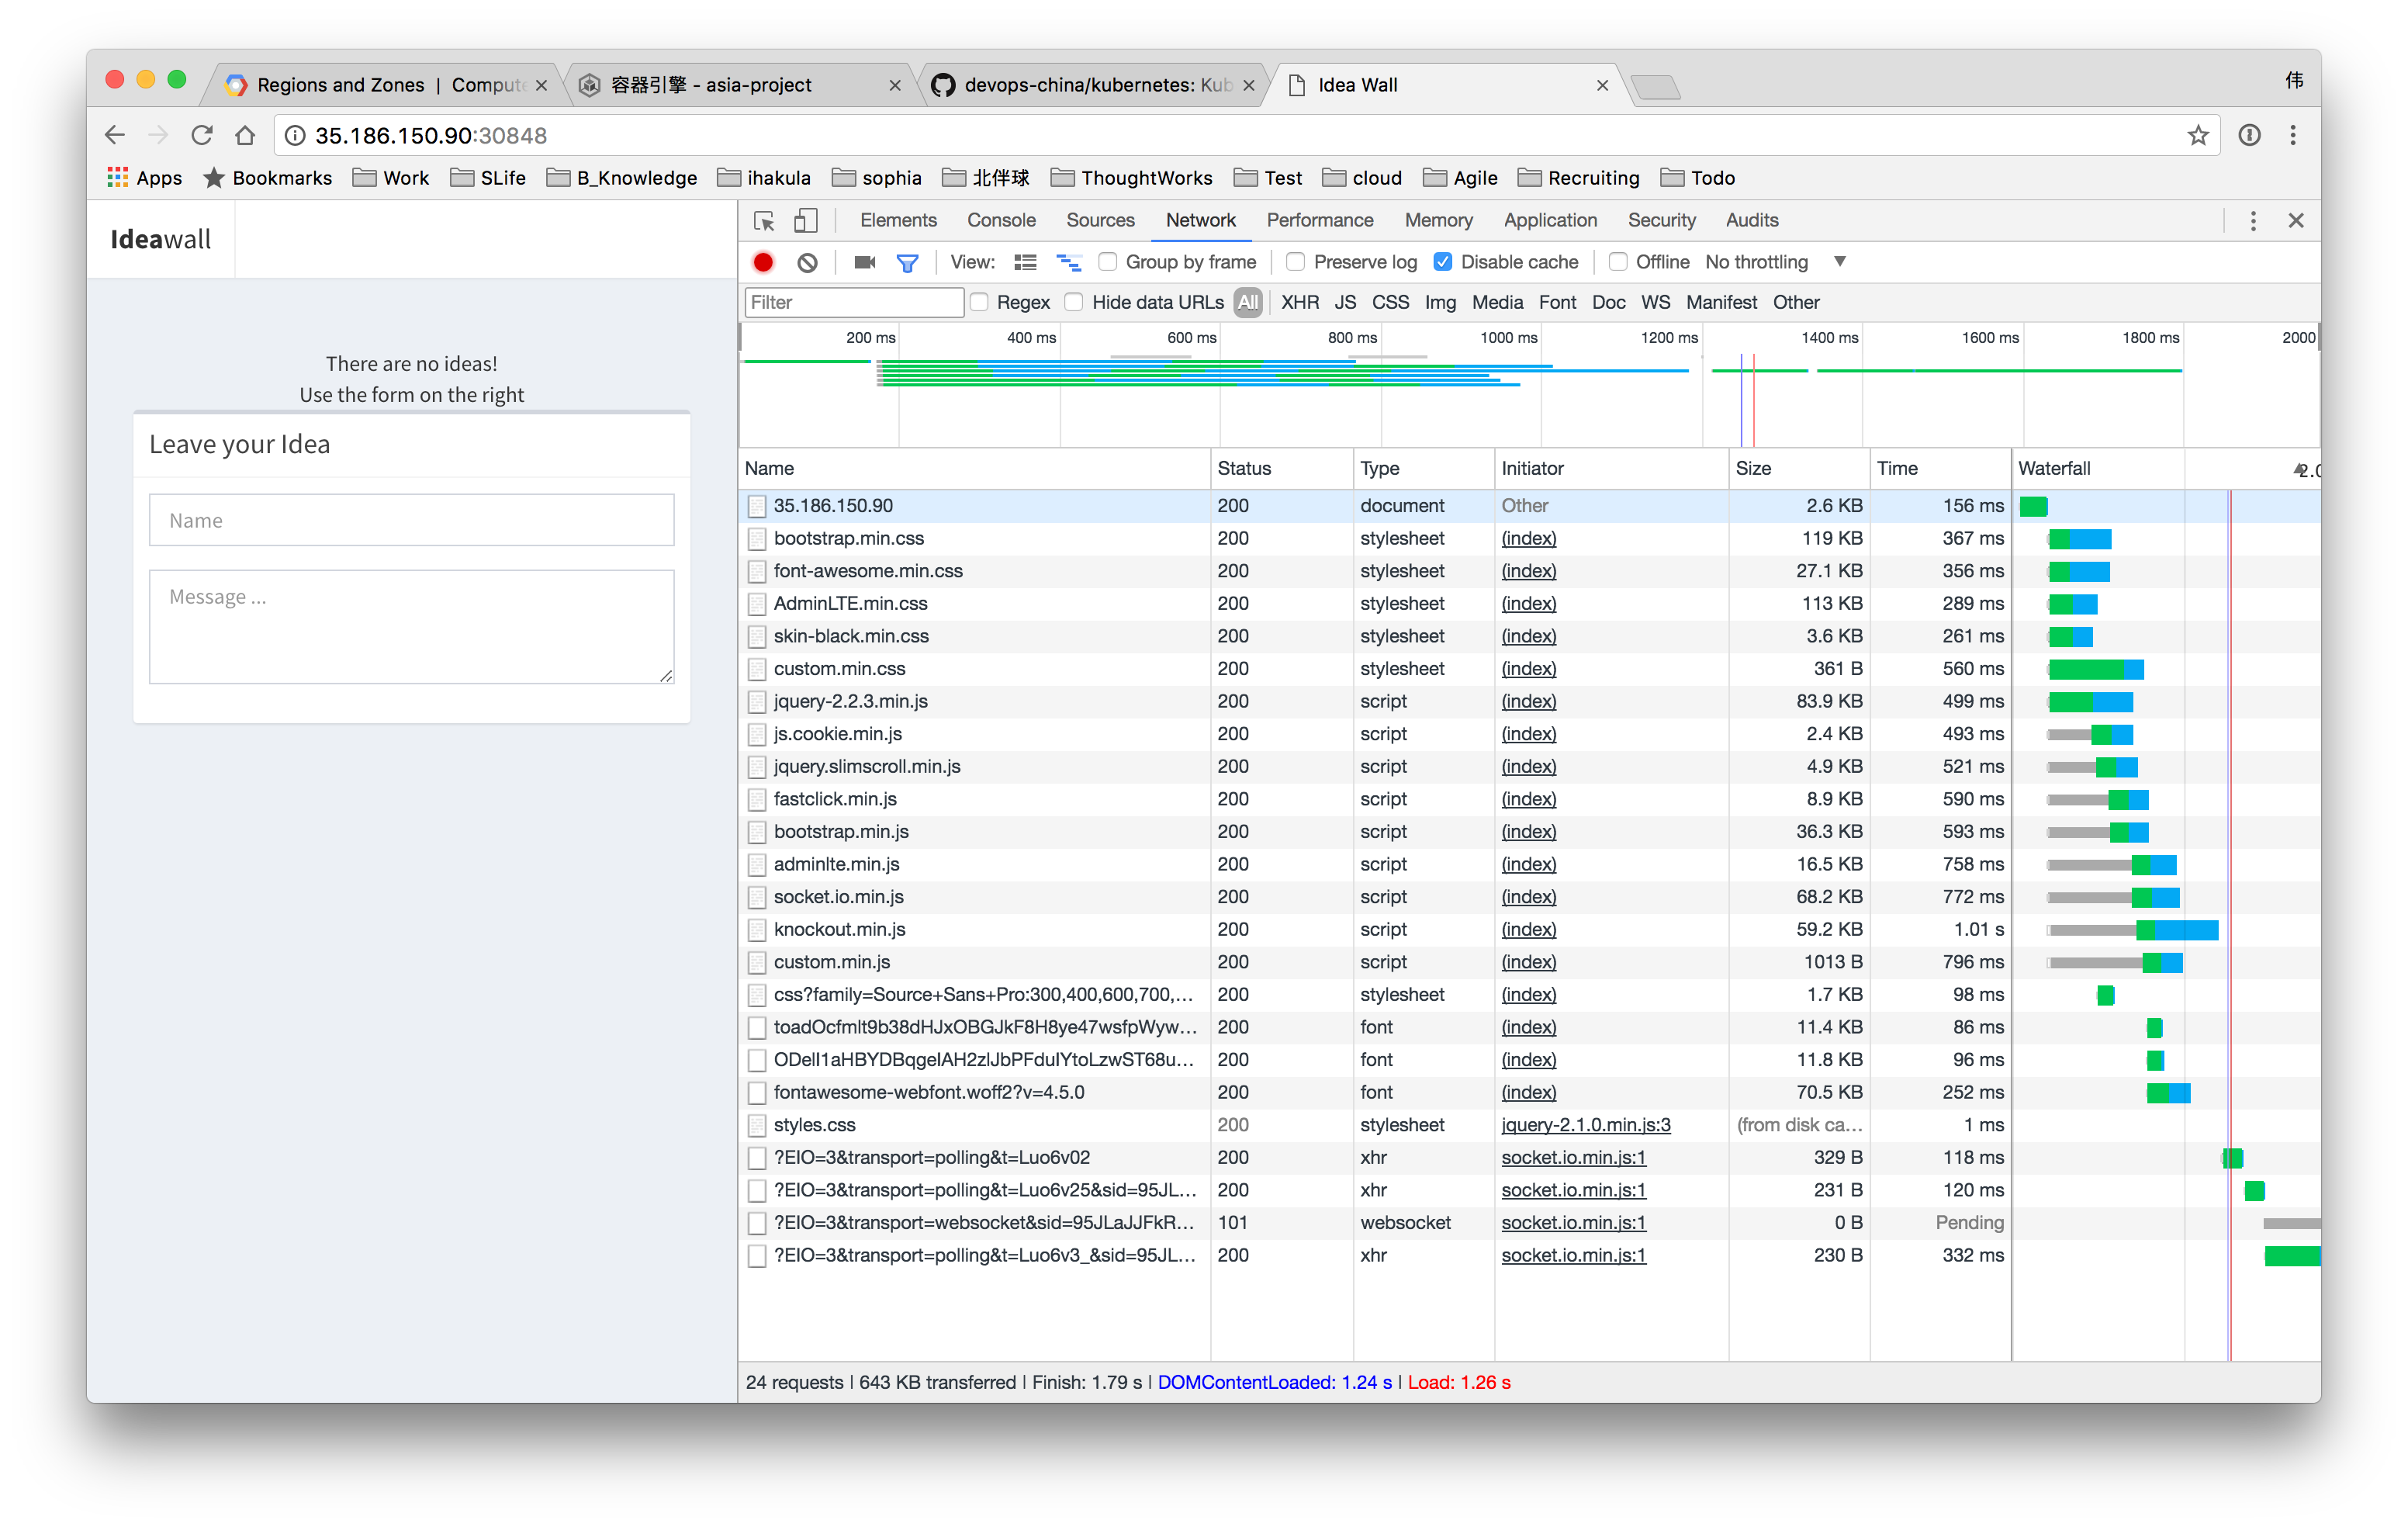 Regions and Zones | Compute
容器引擎 - asia-project
devops-china/kubernetes: Kub
Idea Wall
伟
35.186.150.90:30848
Apps Bookmarks Work SLife B_Knowledge ihakula sophia 北伴球 ThoughtWorks Test cloud Agile Recruiting Todo
Ideawall
There are no ideas!
Use the form on the right
Leave your Idea
Name
Message ...
Elements Console Sources Network Performance Memory Application Security Audits
View: Group by frame Preserve log Disable cache Offline No throttling
Filter Regex Hide data URLs All XHR JS CSS Img Media Font Doc WS Manifest Other
200 ms 400 ms 600 ms 800 ms 1000 ms 1200 ms 1400 ms 1600 ms 1800 ms 2000
Name Status Type Initiator Size Time Waterfall 2.0
35.186.150.90 200 document Other 2.6 KB 156 ms
bootstrap.min.css 200 stylesheet (index) 119 KB 367 ms
font-awesome.min.css 200 stylesheet (index) 27.1 KB 356 ms
AdminLTE.min.css 200 stylesheet (index) 113 KB 289 ms
skin-black.min.css 200 stylesheet (index) 3.6 KB 261 ms
custom.min.css 200 stylesheet (index) 361 B 560 ms
jquery-2.2.3.min.js 200 script (index) 83.9 KB 499 ms
js.cookie.min.js 200 script (index) 2.4 KB 493 ms
jquery.slimscroll.min.js 200 script (index) 4.9 KB 521 ms
fastclick.min.js 200 script (index) 8.9 KB 590 ms
bootstrap.min.js 200 script (index) 36.3 KB 593 ms
adminlte.min.js 200 script (index) 16.5 KB 758 ms
socket.io.min.js 200 script (index) 68.2 KB 772 ms
knockout.min.js 200 script (index) 59.2 KB 1.01 s
custom.min.js 200 script (index) 1013 B 796 ms
css?family=Source+Sans+Pro:300,400,600,700,... 200 stylesheet (index) 1.7 KB 98 ms
200 font (index) 11.4 KB 86 ms
200 font (index) 11.8 KB 96 ms
fontawesome-webfont.woff2?v=4.5.0 200 font (index) 70.5 KB 252 ms
styles.css 200 stylesheet jquery-2.1.0.min.js:3 (from disk ca... 1 ms
?EIO=3&transport=polling&t=Luo6v02 200 xhr socket.io.min.js:1 329 B 118 ms
?EIO=3&transport=polling&t=Luo6v25&sid=95JL... 200 xhr socket.io.min.js:1 231 B 120 ms
?EIO=3&transport=websocket&sid=95JLaJJFkR... 101 websocket socket.io.min.js:1 0 B Pending
?EIO=3&transport=polling&t=Luo6v3_&sid=95JL... 200 xhr socket.io.min.js:1 230 B 332 ms
24 requests | 643 KB transferred | Finish: 1.79 s | DOMContentLoaded: 1.24 s | Load: 1.26 s